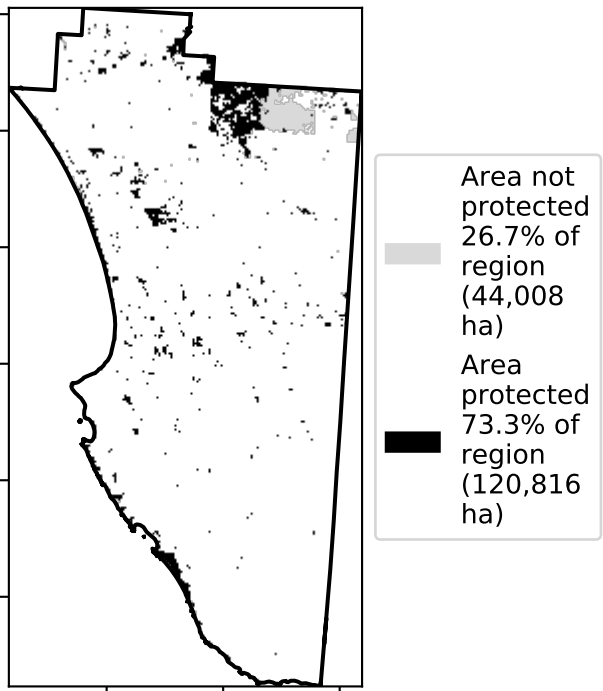 Area not
protected
26.7% of
region
(44,008
ha)
Area
protected
73.3% of
region
(120,816
ha)